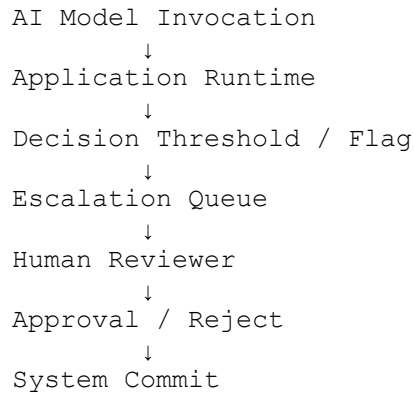 AI Model Invocation
↓
Application Runtime
↓
Decision Threshold / Flag
↓
Escalation Queue
↓
Human Reviewer
↓
Approval / Reject
↓
System Commit